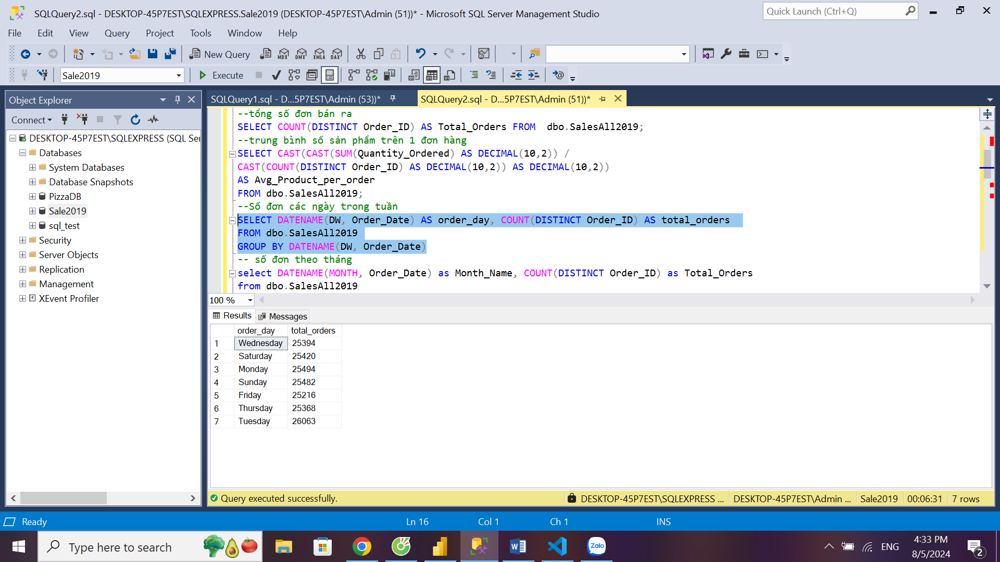 SQLQuery2.sql - DESKTOP-45P7EST\SQLEXPRESS.Sale2019 (DESKTOP-45P7EST\Admin (51))* - Microsoft SQL Server Management Studio
Quick Launch (Ctrl+Q)
File Edit View Query Project Tools Window Help
New Query MDX DMX XMLA DAX
Sale2019 Execute
Object Explorer
SQLQuery1.sql - D...5P7EST\Admin (53))*
SQLQuery2.sql - D...5P7EST\Admin (51))*
Connect
DESKTOP-45P7EST\SQLEXPRESS (SQL Ser
Databases
System Databases
Database Snapshots
PizzaDB
Sale2019
sql_test
Security
Server Objects
Replication
Management
XEvent Profiler
--tổng số đơn bán ra
SELECT COUNT(DISTINCT Order_ID) AS Total_Orders FROM  dbo.SalesAll2019;
--trung bình số sản phẩm trên 1 đơn hàng
SELECT CAST(CAST(SUM(Quantity_Ordered) AS DECIMAL(10,2)) /
CAST(COUNT(DISTINCT Order_ID) AS DECIMAL(10,2)) AS DECIMAL(10,2))
AS Avg_Product_per_order
FROM dbo.SalesAll2019;
--Số đơn các ngày trong tuần
SELECT DATENAME(DW, Order_Date) AS order_day, COUNT(DISTINCT Order_ID) AS total_orders
FROM dbo.SalesAll2019
GROUP BY DATENAME(DW, Order_Date)
-- số đơn theo tháng
select DATENAME(MONTH, Order_Date) as Month_Name, COUNT(DISTINCT Order_ID) as Total_Orders
from dbo.SalesAll2019
100 %
Results Messages
order_day total_orders
1 Wednesday 25394
2 Saturday 25420
3 Monday 25494
4 Sunday 25482
5 Friday 25216
6 Thursday 25368
7 Tuesday 26063
Query executed successfully. DESKTOP-45P7EST\SQLEXPRESS ... DESKTOP-45P7EST\Admin ... Sale2019 00:06:31 7 rows
Ready Ln 16 Col 1 Ch 1 INS
Type here to search
Zalo
ENG
4:33 PM
8/5/2024
2